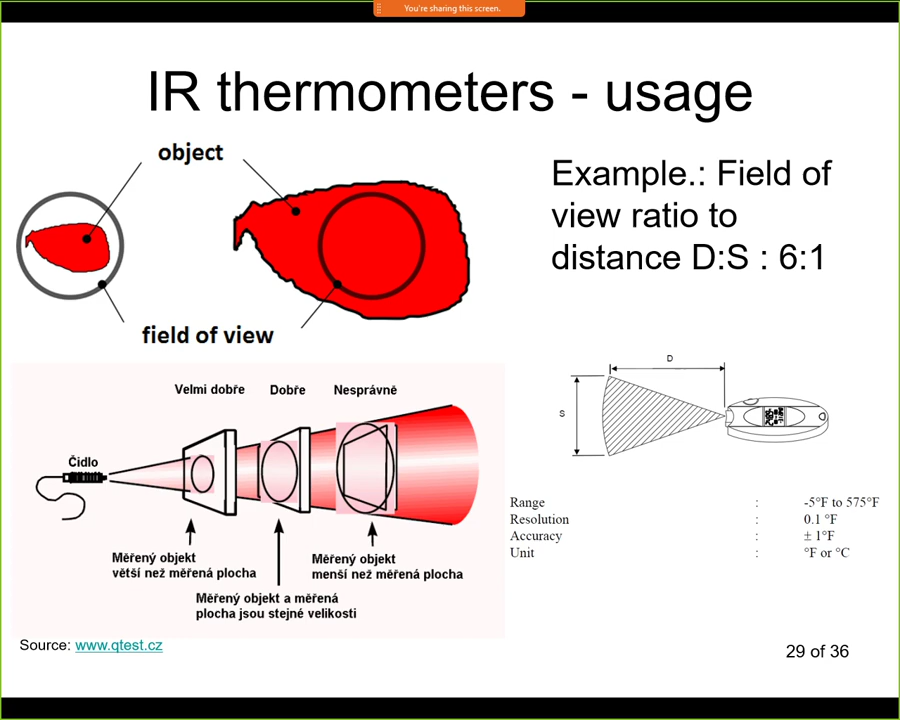 You're sharing this screen.
IR thermometers - usage
object
field of view
Example.: Field of
view ratio to
distance D:S : 6:1
Velmi dobře
Dobře
Nesprávně
Čidlo
Měřený objekt
větší než měřená plocha
Měřený objekt a měřená
plocha jsou stejné velikosti
Měřený objekt
menší než měřená plocha
D
S
Range : -5°F to 575°F
Resolution : 0.1 °F
Accuracy : ± 1°F
Unit : °F or °C
Source: www.qtest.cz
29 of 36